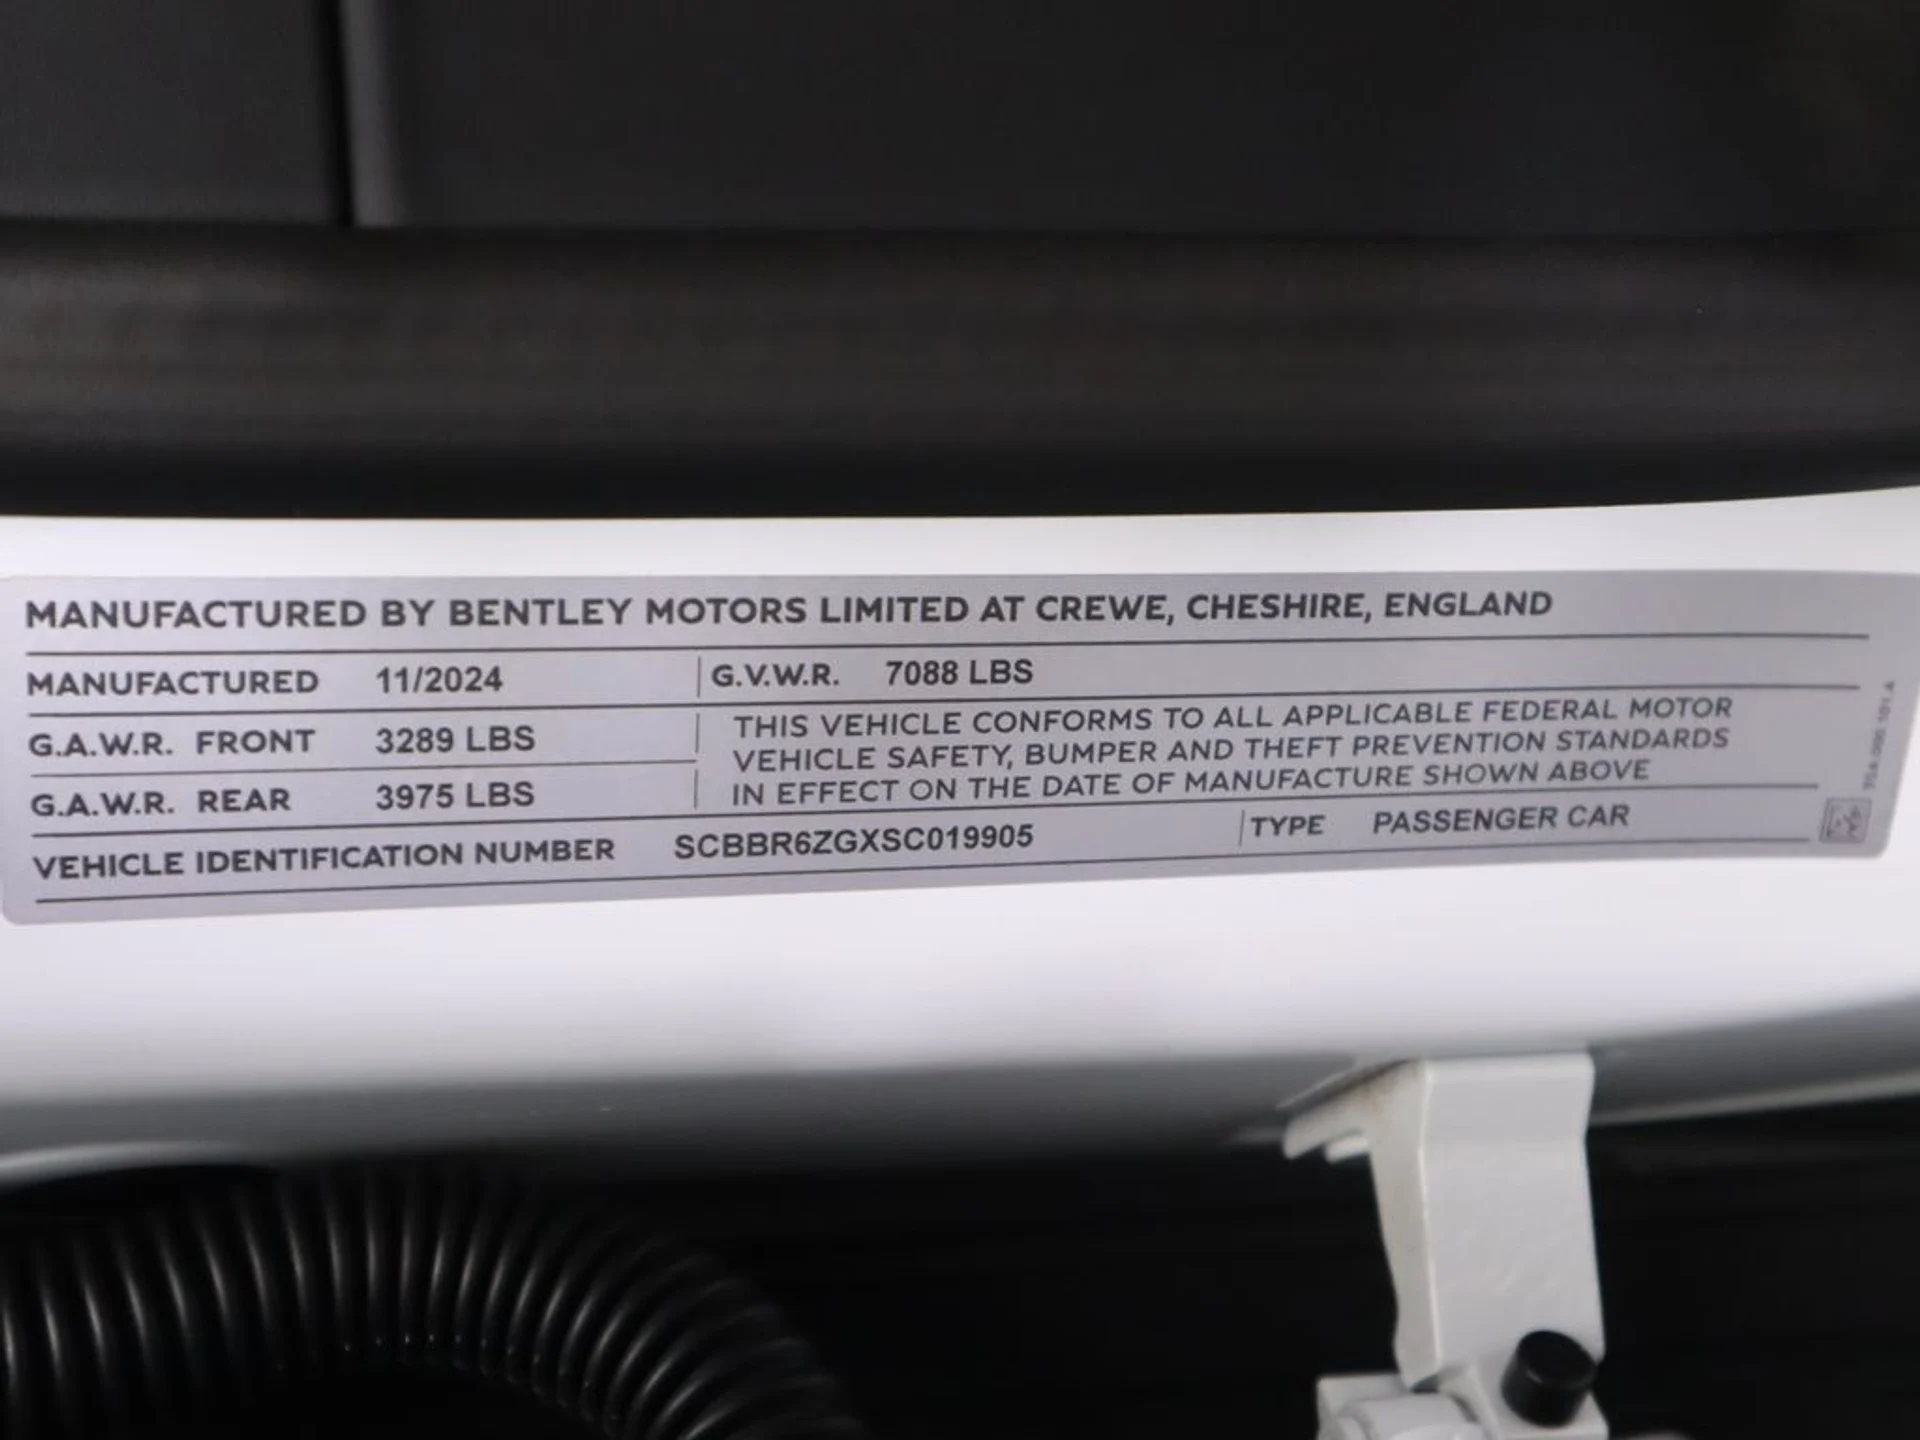 MANUFACTURED BY BENTLEY MOTORS LIMITED AT CREWE, CHESHIRE, ENGLAND
MANUFACTURED 11/2024 G.V.W.R. 7088 LBS
G.A.W.R. FRONT 3289 LBS
G.A.W.R. REAR 3975 LBS
THIS VEHICLE CONFORMS TO ALL APPLICABLE FEDERAL MOTOR
VEHICLE SAFETY, BUMPER AND THEFT PREVENTION STANDARDS
IN EFFECT ON THE DATE OF MANUFACTURE SHOWN ABOVE
VEHICLE IDENTIFICATION NUMBER SCBBR6ZGXSC019905 TYPE PASSENGER CAR